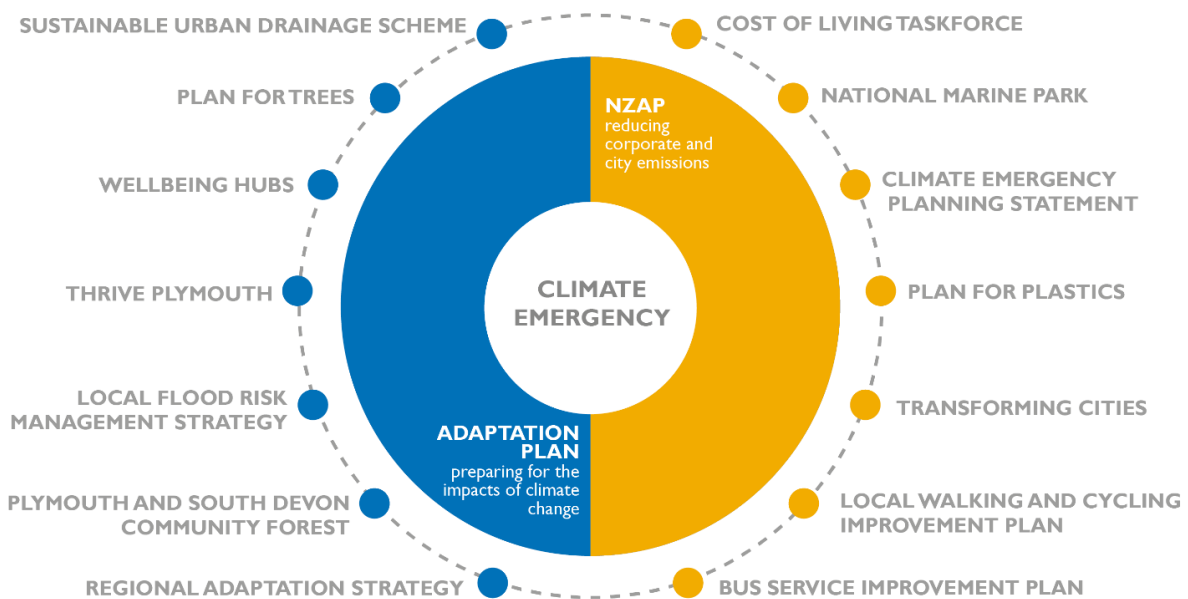 SUSTAINABLE URBAN DRAINAGE SCHEME
PLAN FOR TREES
WELLBEING HUBS
THRIVE PLYMOUTH
LOCAL FLOOD RISK
MANAGEMENT STRATEGY
PLYMOUTH AND SOUTH DEVON
COMMUNITY FOREST
REGIONAL ADAPTATION STRATEGY
NZAP
reducing
corporate and
city emissions
CLIMATE
EMERGENCY
ADAPTATION
PLAN
preparing for the
impacts of climate
change
COST OF LIVING TASKFORCE
NATIONAL MARINE PARK
CLIMATE EMERGENCY
PLANNING STATEMENT
PLAN FOR PLASTICS
TRANSFORMING CITIES
LOCAL WALKING AND CYCLING
IMPROVEMENT PLAN
BUS SERVICE IMPROVEMENT PLAN